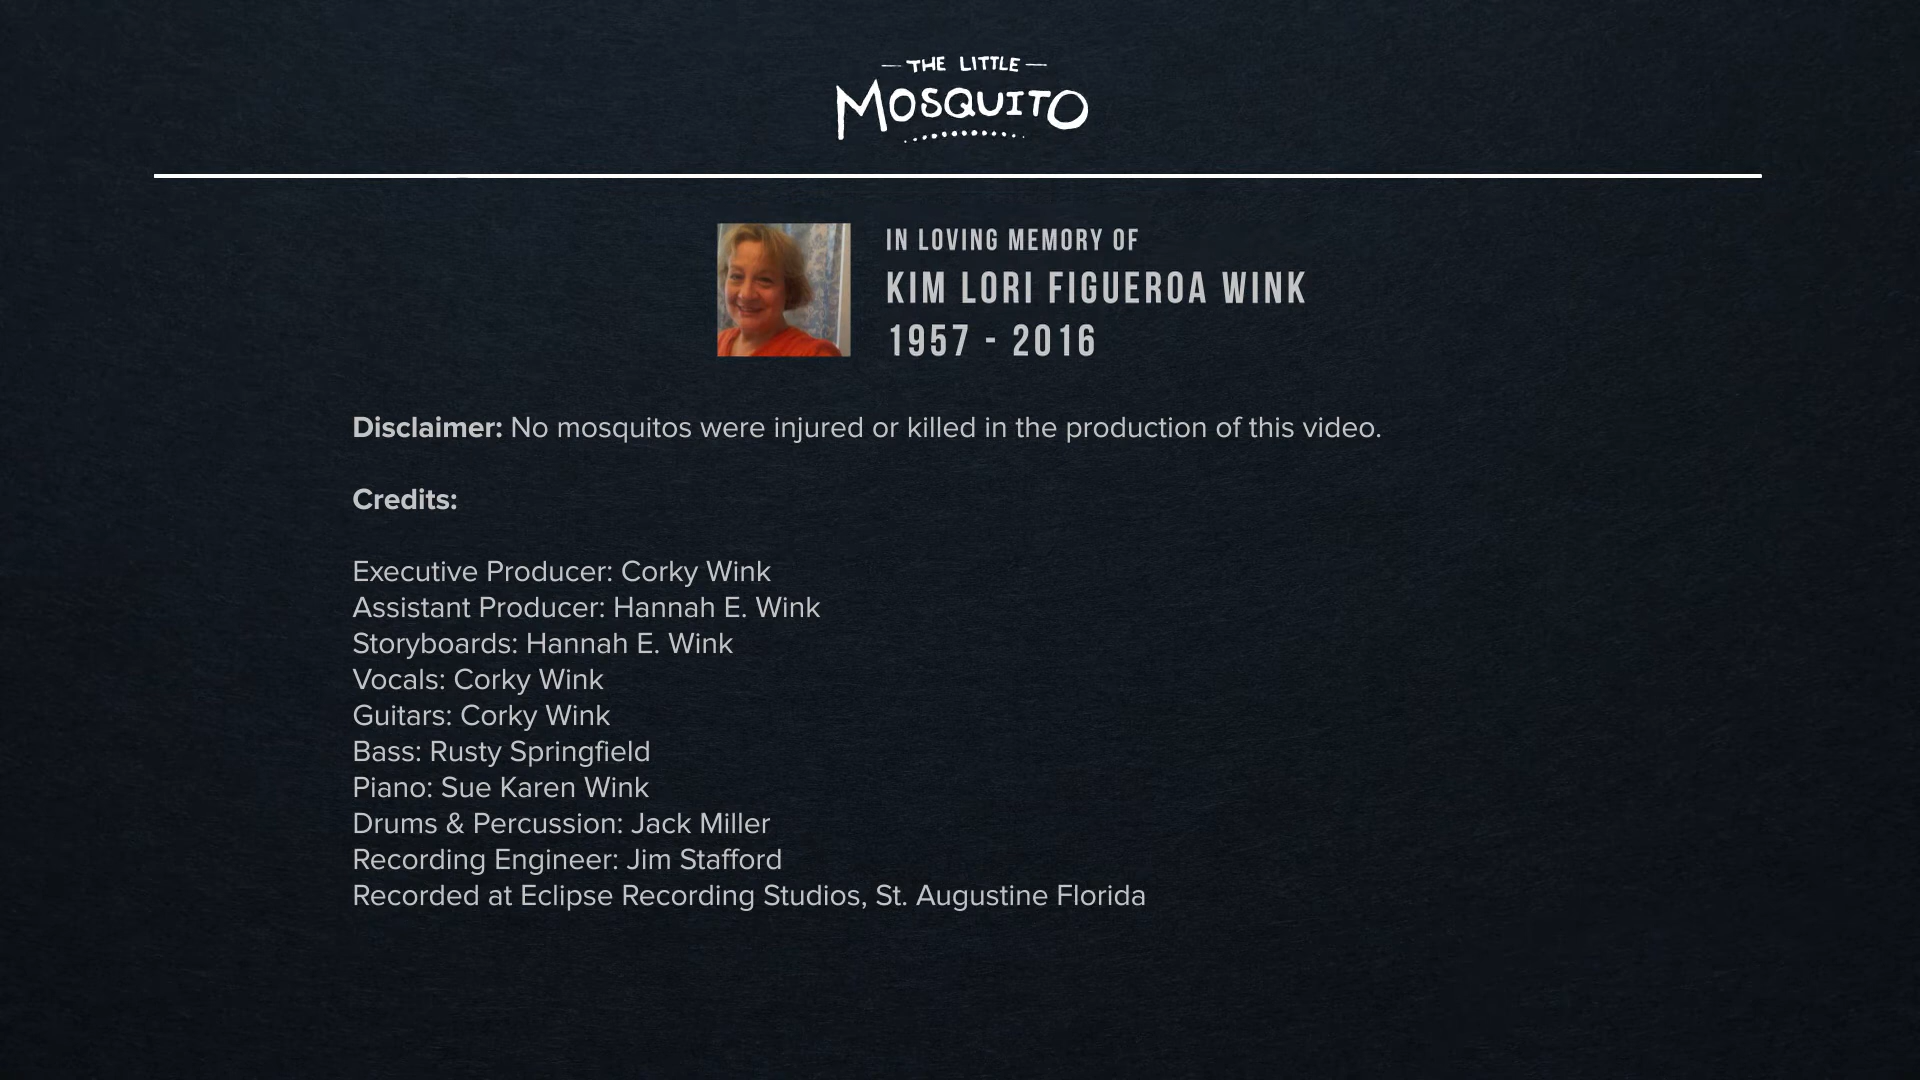 THE LITTLE
MOSQUITO
IN LOVING MEMORY OF
KIM LORI FIGUEROA WINK
1957 - 2016
Disclaimer: No mosquitos were injured or killed in the production of this video.
Credits:
Executive Producer: Corky Wink
Assistant Producer: Hannah E. Wink
Storyboards: Hannah E. Wink
Vocals: Corky Wink
Guitars: Corky Wink
Bass: Rusty Springfield
Piano: Sue Karen Wink
Drums & Percussion: Jack Miller
Recording Engineer: Jim Stafford
Recorded at Eclipse Recording Studios, St. Augustine Florida